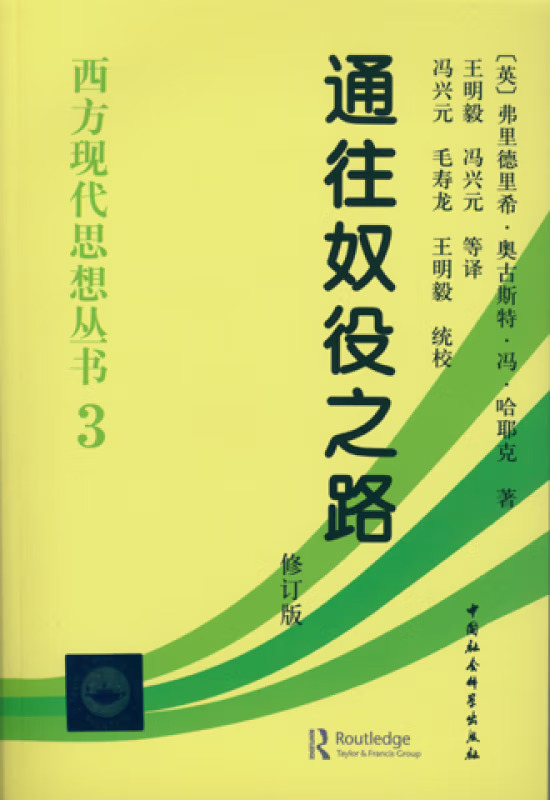 [英]弗里德里希·奥古斯特·冯·哈耶克 著
王明毅 冯兴元 等译
冯兴元 毛寿龙 王明毅 统校
通往奴役之路
修订版
西方现代思想丛书 3
中国社会科学出版社
Routledge
Taylor & Francis Group